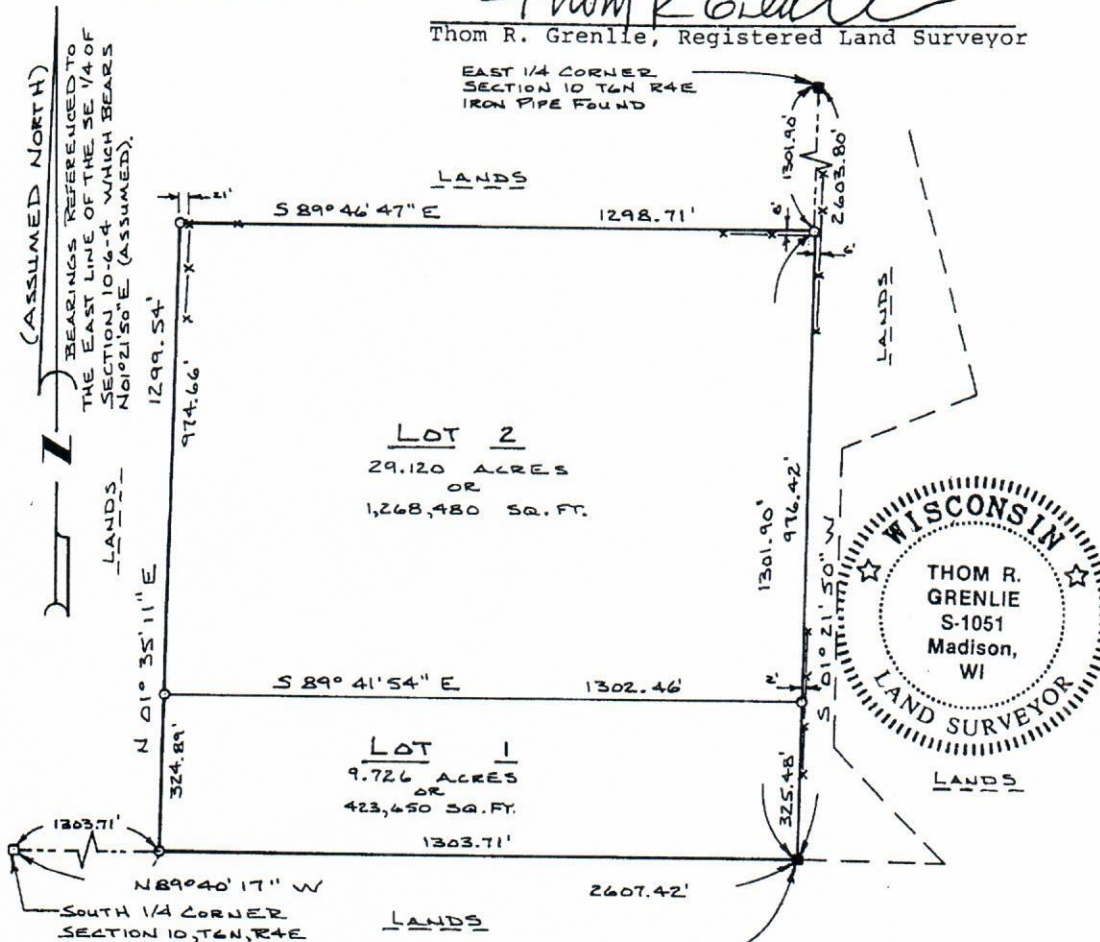 Thom R Grenlie
Thom R. Grenlie, Registered Land Surveyor
EAST 1/4 CORNER
SECTION 10 T6N R4E
IRON PIPE FOUND
(ASSUMED NORTH)
BEARINGS REFERENCED TO
THE EAST LINE OF THE SE 1/4 OF
SECTION 10-6-4 WHICH BEARS
N01°21'50"E (ASSUMED).
1301.90'
2603.80'
LANDS
21'
S 89° 46' 47" E
1298.71'
6'
LANDS
1299.54'
974.66'
LOT 2
29.120 ACRES
OR
1,268,480 SQ. FT.
1301.90'
976.42'
LANDS
N 01° 35' 11" E
S 01° 21' 50" W
WISCONSIN
THOM R.
GRENLIE
S-1051
Madison,
WI
LAND SURVEYOR
S 89° 41' 54" E
1302.46'
2'
324.89'
LOT 1
9.726 ACRES
OR
423,650 SQ. FT.
325.48'
LANDS
1303.71'
1303.71'
N89°40' 17" W
2607.42'
SOUTH 1/4 CORNER
SECTION 10, T6N, R4E
LANDS